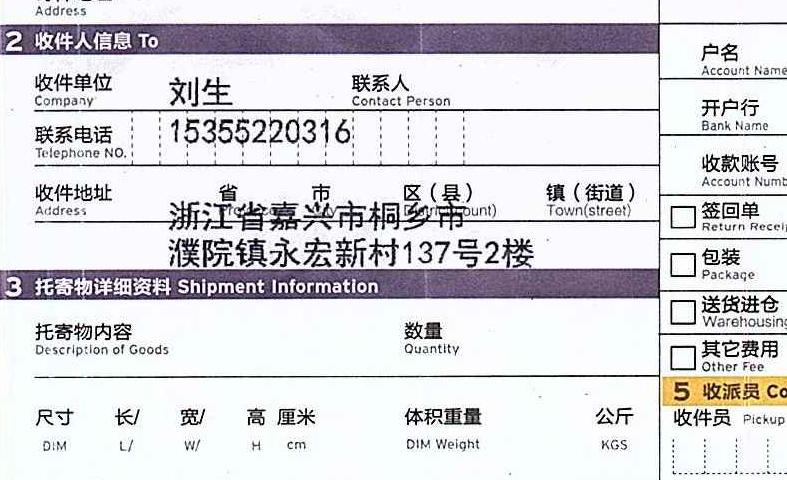 Address
2 收件人信息 To
收件单位 刘生 联系人
Company Contact Person
联系电话 15355220316
Telephone NO.
收件地址 省 市 区（县） 镇（街道）
Address Town(street)
浙江省嘉兴市桐乡市
濮院镇永宏新村137号2楼
3 托寄物详细资料 Shipment Information
托寄物内容 数量
Description of Goods Quantity
尺寸 长/ 宽/ 高 厘米 体积重量 公斤
DIM L/ W/ H cm DIM Weight KGS
户名
Account Name
开户行
Bank Name
收款账号
Account Numb
签回单
Return Receip
包装
Package
送货进仓
Warehousing
其它费用
Other Fee
5 收派员 Co
收件员 Pickup